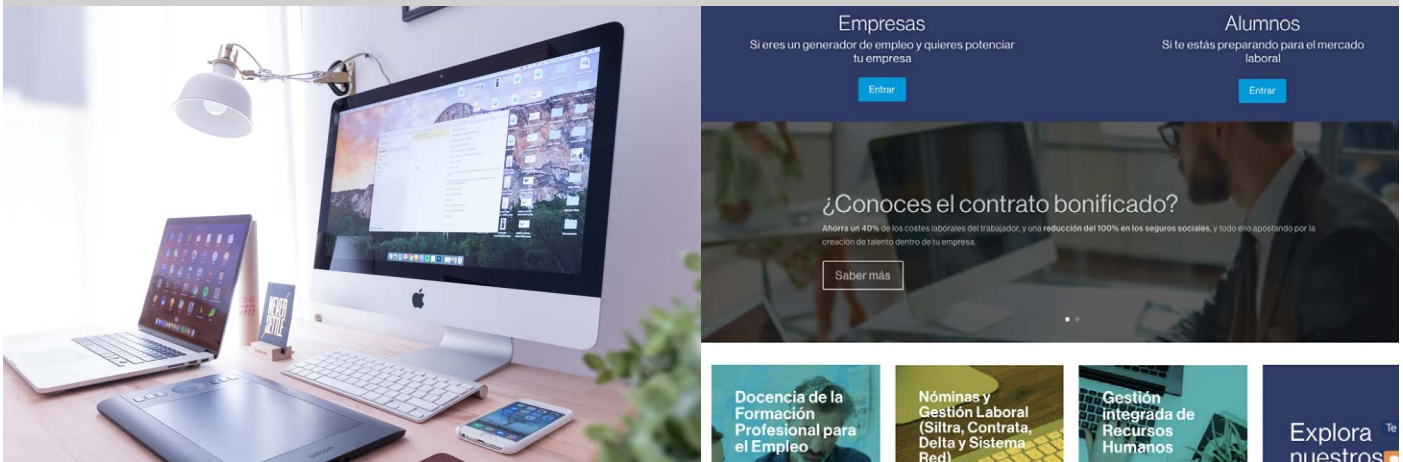 NEVER
SETTLE
Empresas
Si eres un generador de empleo y quieres potenciar
tu empresa
Entrar
Alumnos
Si te estás preparando para el mercado
laboral
Entrar
¿Conoces el contrato bonificado?
Ahorra un 40% de los costes laborales del trabajador, y una reducción del 100% en los seguros sociales, y todo ello apostando por la
creación de talento dentro de tu empresa.
Saber más
Docencia de la
Formación
Profesional para
el Empleo
Nóminas y
Gestión Laboral
(Siltra, Contrata,
Delta y Sistema
Red)
Gestión
integrada de
Recursos
Humanos
Explora
nuestros
Te